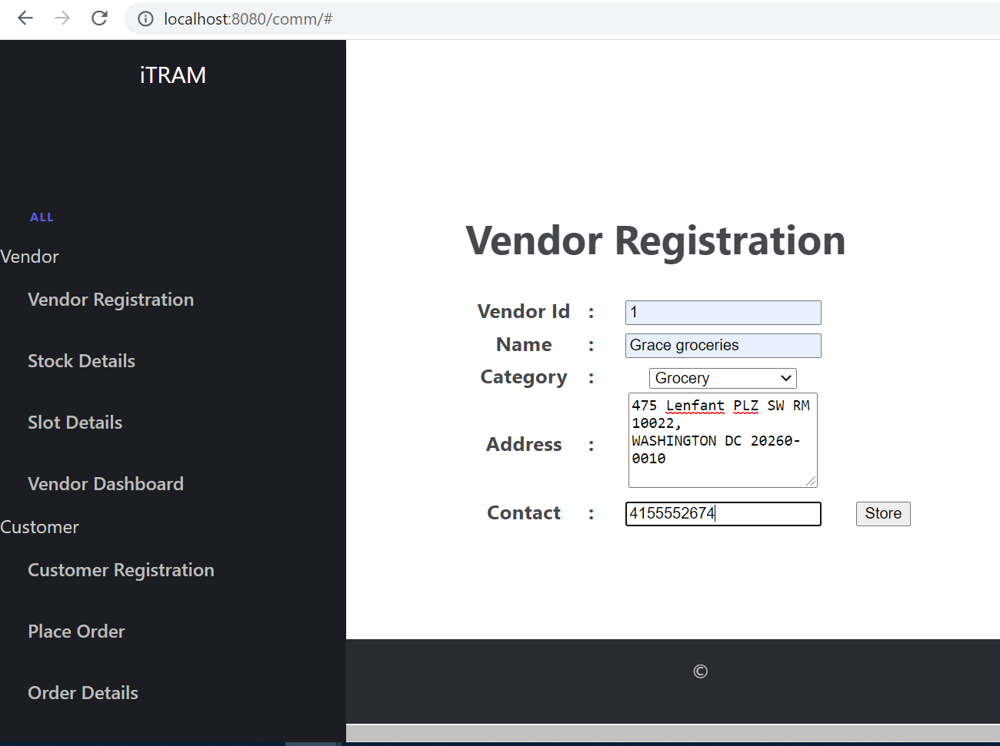 localhost:8080/comm/#
iTRAM
ALL
Vendor
Vendor Registration
Stock Details
Slot Details
Vendor Dashboard
Customer
Customer Registration
Place Order
Order Details
Vendor Registration
Vendor Id : 1
Name : Grace groceries
Category : Grocery
Address :
475 Lenfant PLZ SW RM
10022,
WASHINGTON DC 20260-
0010
Contact : 4155552674 Store
©